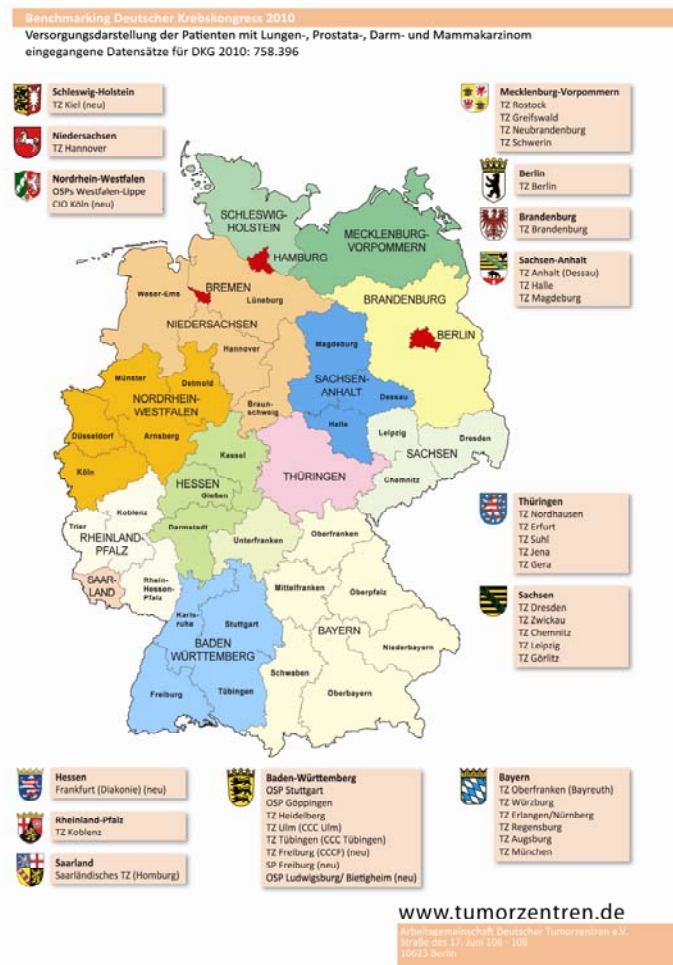 Benchmarking Deutscher Krebskongress 2010
Versorgungsdarstellung der Patienten mit Lungen-, Prostata-, Darm- und Mammakarzinom
eingegangene Datensätze für DKG 2010: 758.396
Schleswig-Holstein
TZ Kiel (neu)
Niedersachsen
TZ Hannover
Nordrhein-Westfalen
OSPs Westfalen-Lippe
CIO Köln (neu)
Mecklenburg-Vorpommern
TZ Rostock
TZ Greifswald
TZ Neubrandenburg
TZ Schwerin
Berlin
TZ Berlin
Brandenburg
TZ Brandenburg
Sachsen-Anhalt
TZ Anhalt (Dessau)
TZ Halle
TZ Magdeburg
SCHLESWIG-
HOLSTEIN
MECKLENBURG-
VORPOMMERN
HAMBURG
BREMEN
Weser-Ems
Lüneburg
BRANDENBURG
NIEDERSACHSEN
BERLIN
Hannover
Magdeburg
Münster
Detmold
SACHSEN-
ANHALT
NORDRHEIN-
WESTFALEN
Braun-
schweig
Dessau
Düsseldorf
Arnsberg
Halle
Leipzig
Dresden
Köln
Kassel
SACHSEN
HESSEN
THÜRINGEN
Chemnitz
Gießen
Koblenz
Trier
Darmstadt
RHEINLAND-
PFALZ
Unterfranken
Oberfranken
SAAR-
LAND
Rhein-
Hessen-
Pfalz
Mittelfranken
Oberpfalz
Karls-
ruha
Stuttgart
BAYERN
BADEN
WÜRTTEMBERG
Niederbayern
Schwaben
Freiburg
Tübingen
Oberbayern
Thüringen
TZ Nordhausen
TZ Erfurt
TZ Suhl
TZ Jena
TZ Gera
Sachsen
TZ Dresden
TZ Zwickau
TZ Chemnitz
TZ Leipzig
TZ Görlitz
Hessen
Frankfurt (Diakonie) (neu)
Rheinland-Pfalz
TZ Koblenz
Saarland
Saarländisches TZ (Homburg)
Baden-Württemberg
OSP Stuttgart
OSP Göppingen
TZ Heidelberg
TZ Ulm (CCC Ulm)
TZ Tübingen (CCC Tübingen)
TZ Freiburg (CCCF) (neu)
SP Freiburg (neu)
OSP Ludwigsburg/ Bietigheim (neu)
Bayern
TZ Oberfranken (Bayreuth)
TZ Würzburg
TZ Erlangen/Nürnberg
TZ Regensburg
TZ Augsburg
TZ München
www.tumorzentren.de
Arbeitsgemeinschaft Deutscher Tumorzentren e.V.
Straße des 17. Juni 106 - 108
10623 Berlin